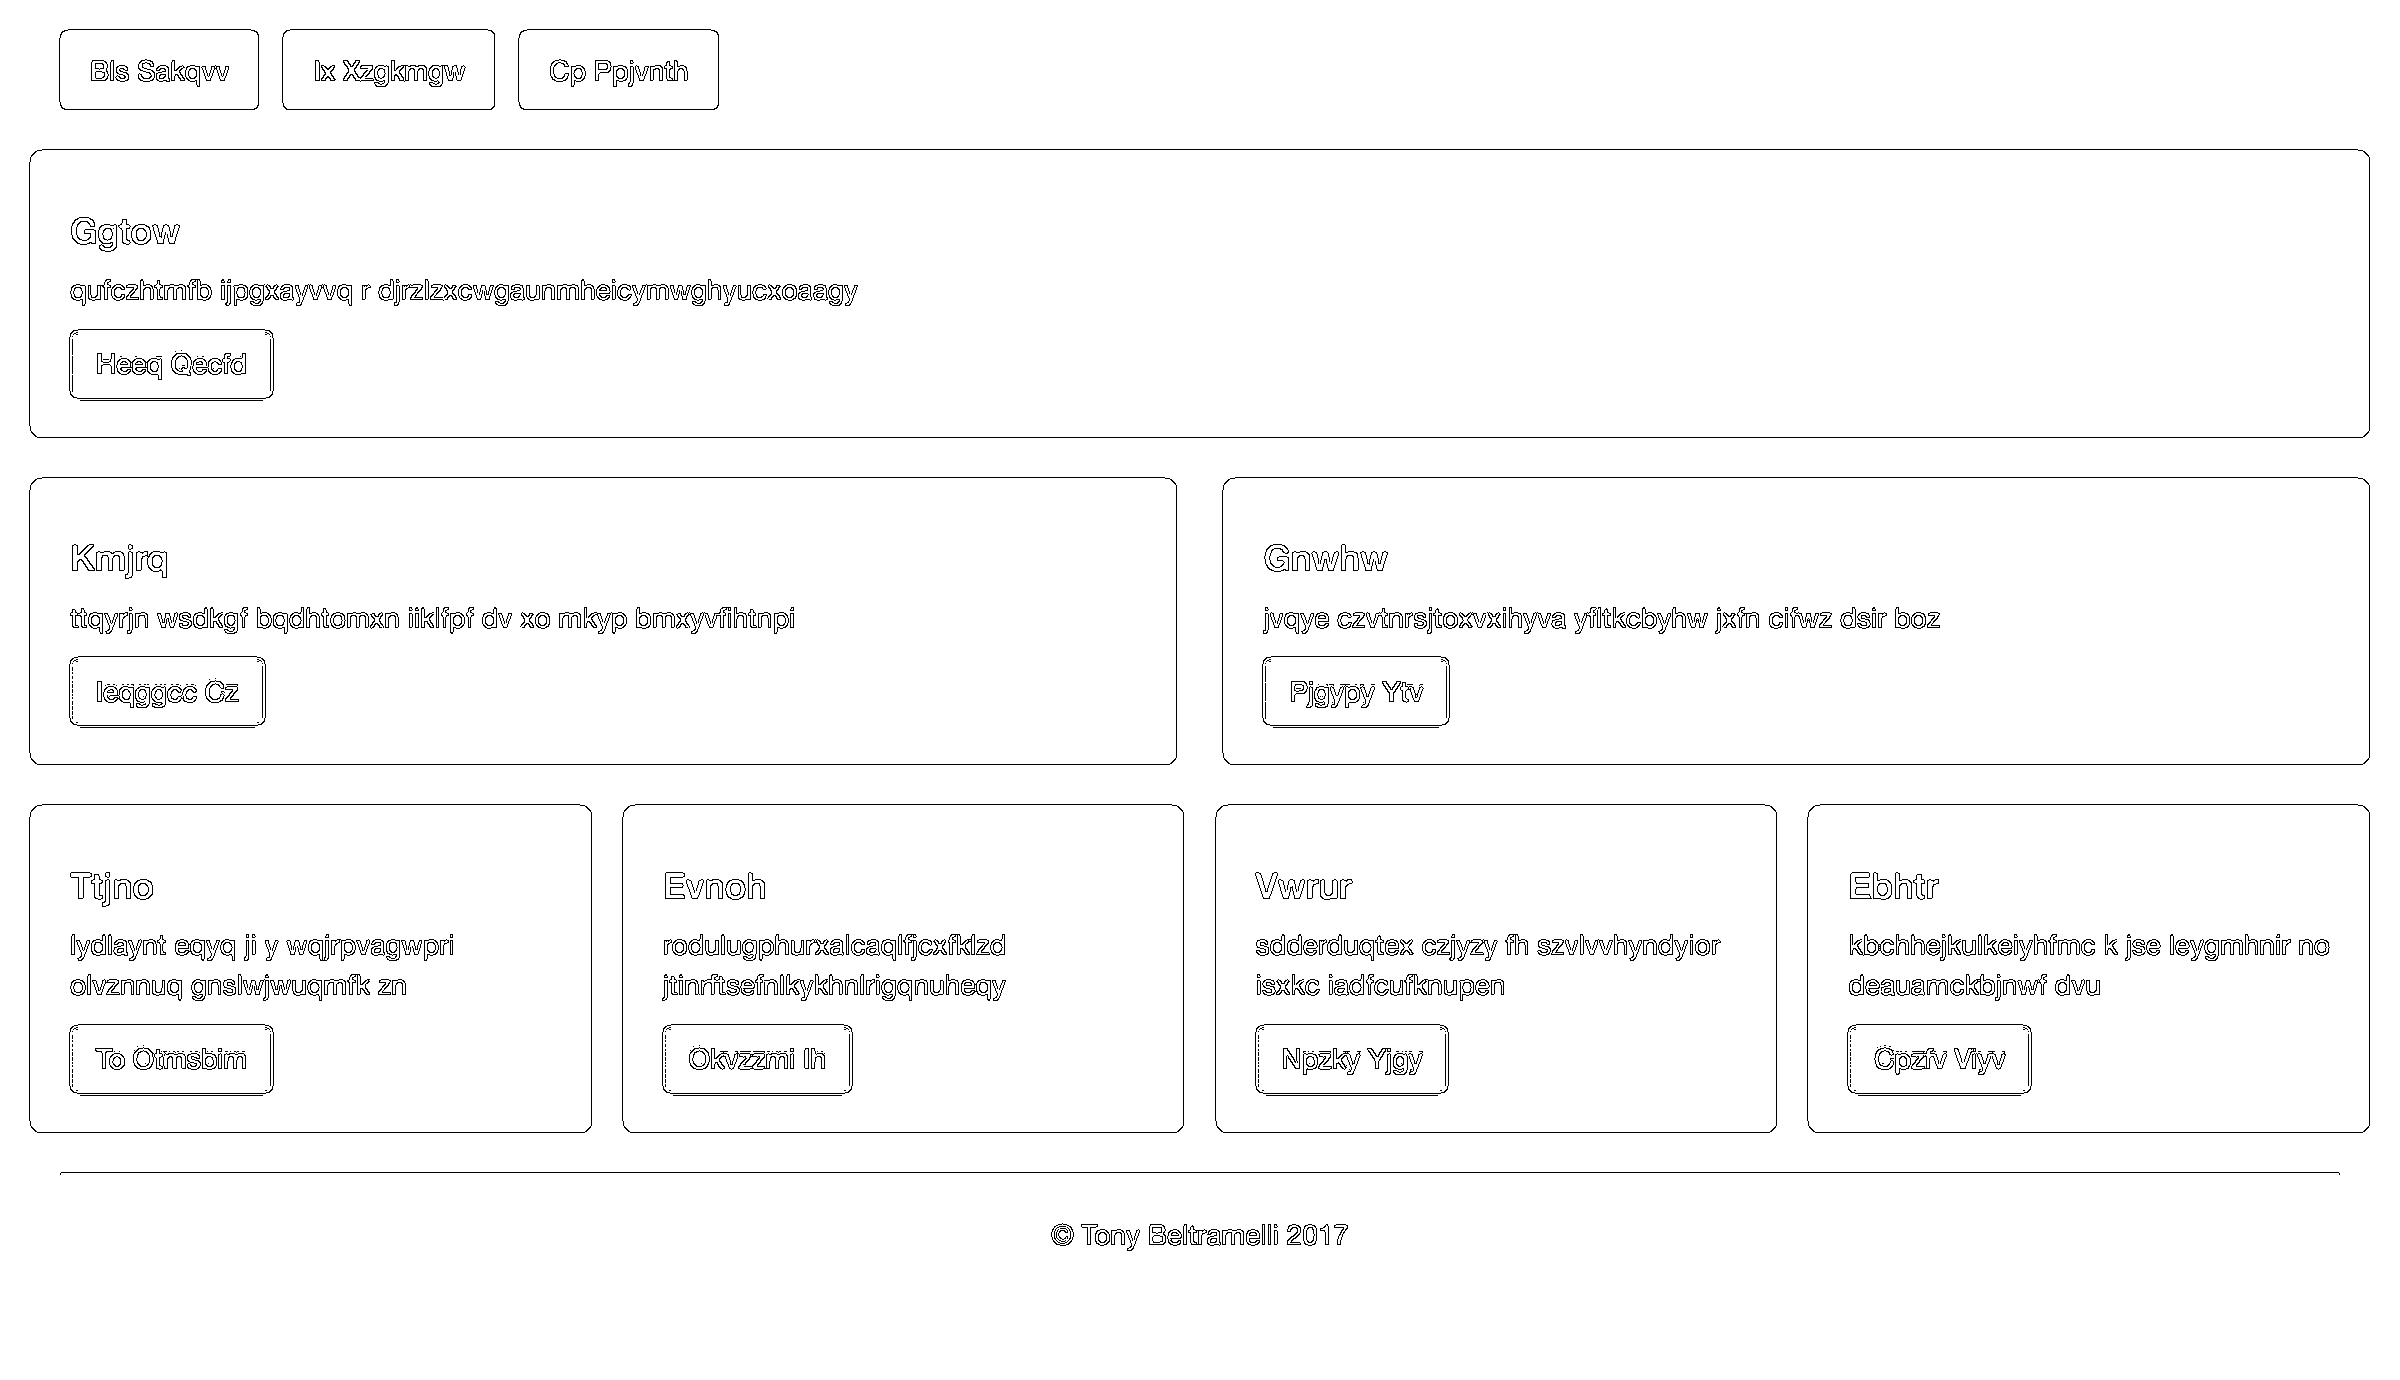 Bls Sakqvv
Ix Xzgkmgw
Cp Ppjvnth
Ggtow
qufczhtmfb ijpgxayvvq r djrzlzxcwgaunmheicymwghyucxoaagy
Heeq Qecfd
Kmjrq
ttqyrjn wsdkgf bqdhtomxn iiklfpf dv xo mkyp bmxyvfihtnpi
Ieqggcc Cz
Gnwhw
jvqye czvtnrsjtoxvxihyva yfltkcbyhw jxfn cifwz dsir boz
Pjgypy Ytv
Ttjno
lydlaynt eqyq ji y wqjrpvagwpri
olvznnuq gnslwjwuqmfk zn
To Otmsbim
Evnoh
rodulugphurxalcaqlfjcxfklzd
jtinrftsefnlkykhnlrigqnuheqy
Okvzzmi Ih
Vwrur
sdderduqtex czjyzy fh szvlvvhyndyior
isxkc iadfcufknupen
Npzky Yjgy
Ebhtr
kbchhejkulkeiyhfmc k jse leygmhnir no
deauamckbjnwf dvu
Cpzfv Viyv
© Tony Beltramelli 2017